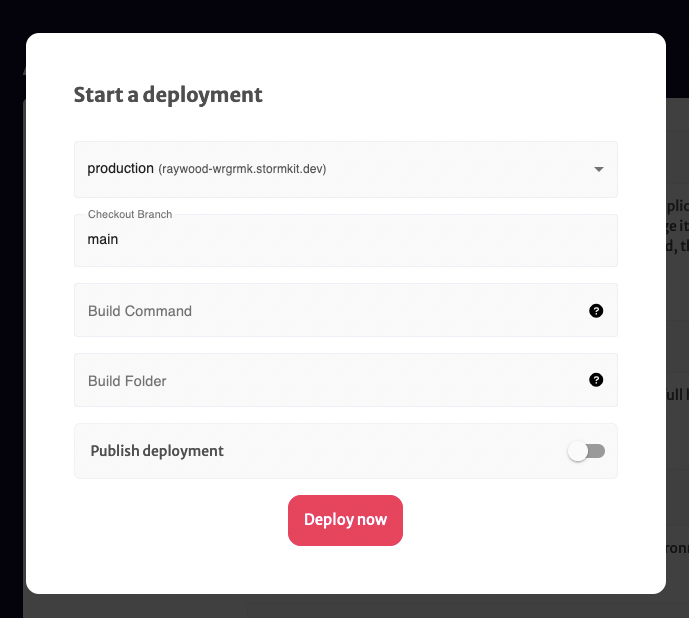 Start a deployment
production (raywood-wrgrmk.stormkit.dev)
Checkout Branch
main
Build Command
?
Build Folder
?
Publish deployment
Deploy now